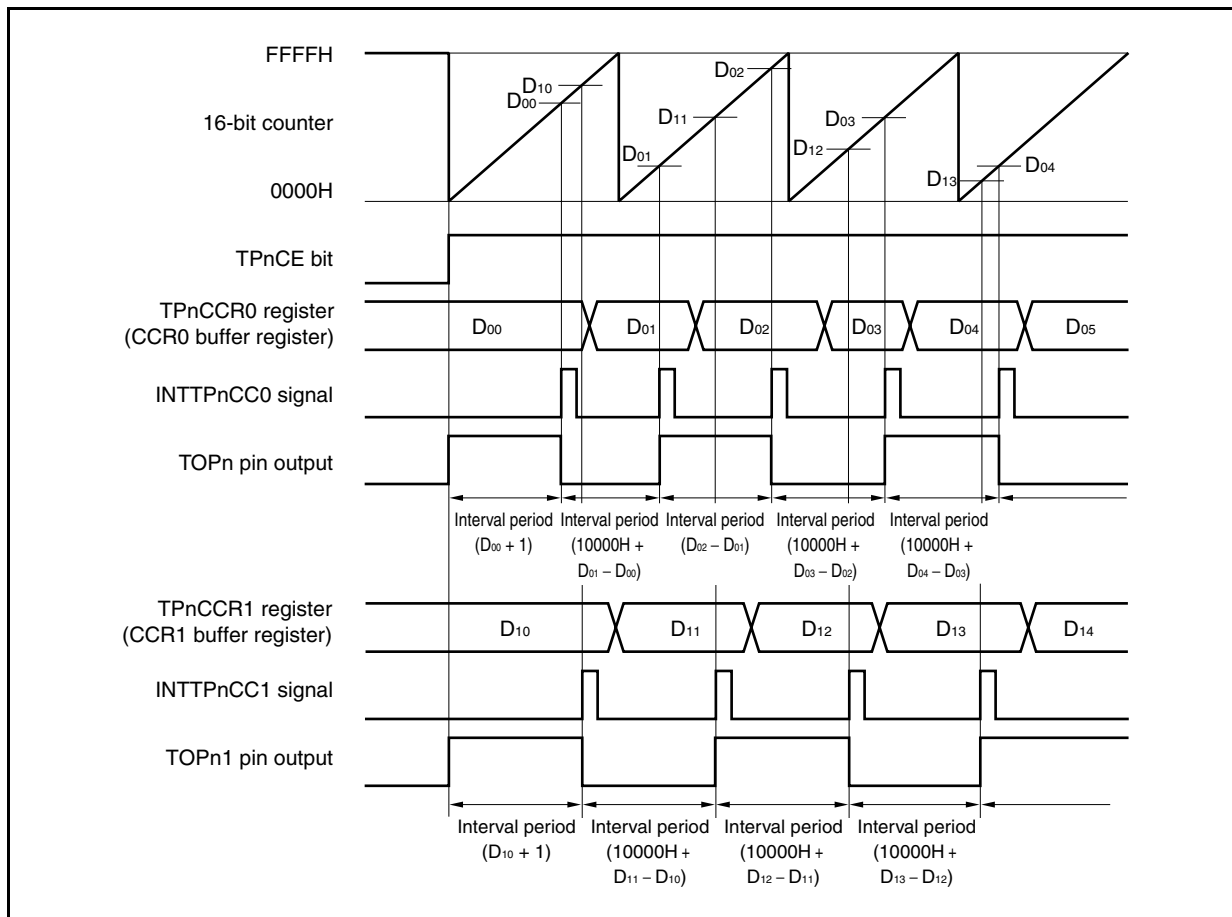 FFFFH
D10
D00
D02
16-bit counter
D11
D03
D01
D12
D04
D13
0000H
TPnCE bit
TPnCCR0 register
(CCR0 buffer register)
D00
D01
D02
D03
D04
D05
INTTPnCC0 signal
TOPn pin output
Interval period
(D00 + 1)
Interval period
(10000H +
D01 – D00)
Interval period
(D02 – D01)
Interval period
(10000H +
D03 – D02)
Interval period
(10000H +
D04 – D03)
TPnCCR1 register
(CCR1 buffer register)
D10
D11
D12
D13
D14
INTTPnCC1 signal
TOPn1 pin output
Interval period
(D10 + 1)
Interval period
(10000H +
D11 – D10)
Interval period
(10000H +
D12 – D11)
Interval period
(10000H +
D13 – D12)